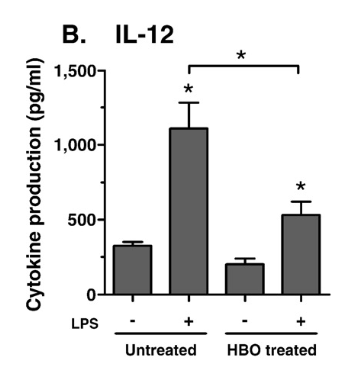 B. IL-12
Cytokine production (pg/ml)
1,500
1,000
500
0
*
*
*
LPS - + - +
Untreated HBO treated